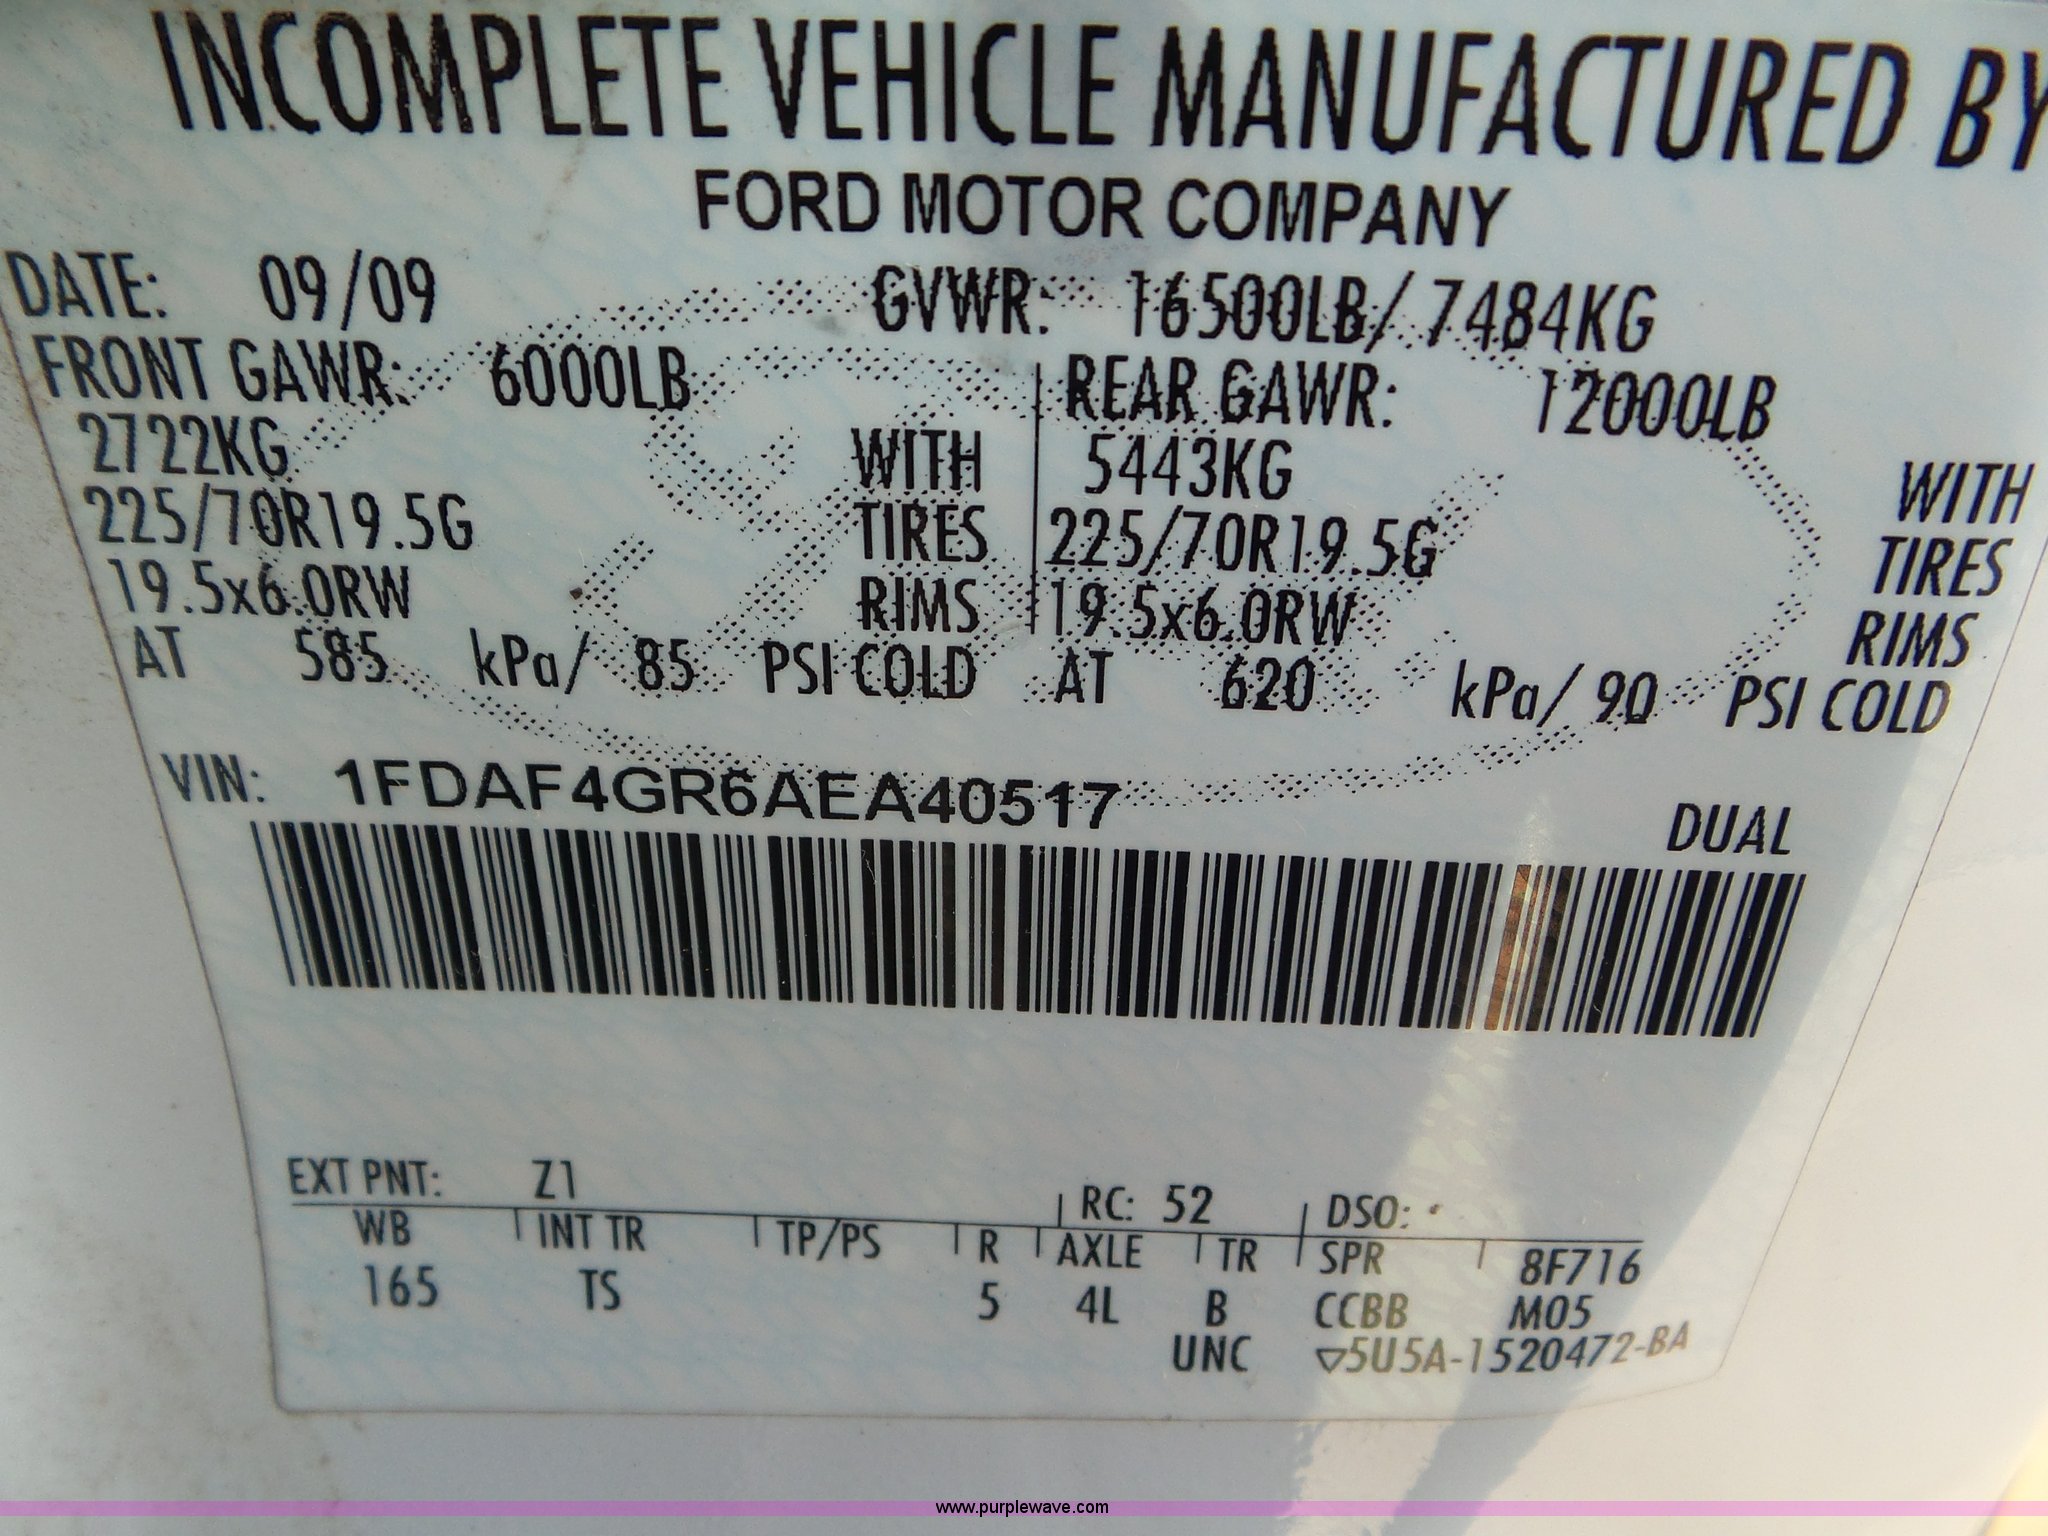 INCOMPLETE VEHICLE MANUFACTURED BY
FORD MOTOR COMPANY
DATE: 09/09 GVWR: 16500LB/ 7484KG
FRONT GAWR: 6000LB REAR GAWR: 12000LB
2722KG WITH 5443KG WITH
225/70R19.5G TIRES 225/70R19.5G TIRES
19.5x6.0RW RIMS 19.5x6.0RW RIMS
AT 585 kPa/ 85 PSI COLD AT 620 kPa/ 90 PSI COLD
VIN: 1FDAF4GR6AEA40517
DUAL
EXT PNT: Z1 RC: 52 DSO:
WB INT TR TP/PS R AXLE TR SPR 8F716
165 TS 5 4L B CCBB M05
UNC ▽5U5A-1520472-BA
www.purplewave.com